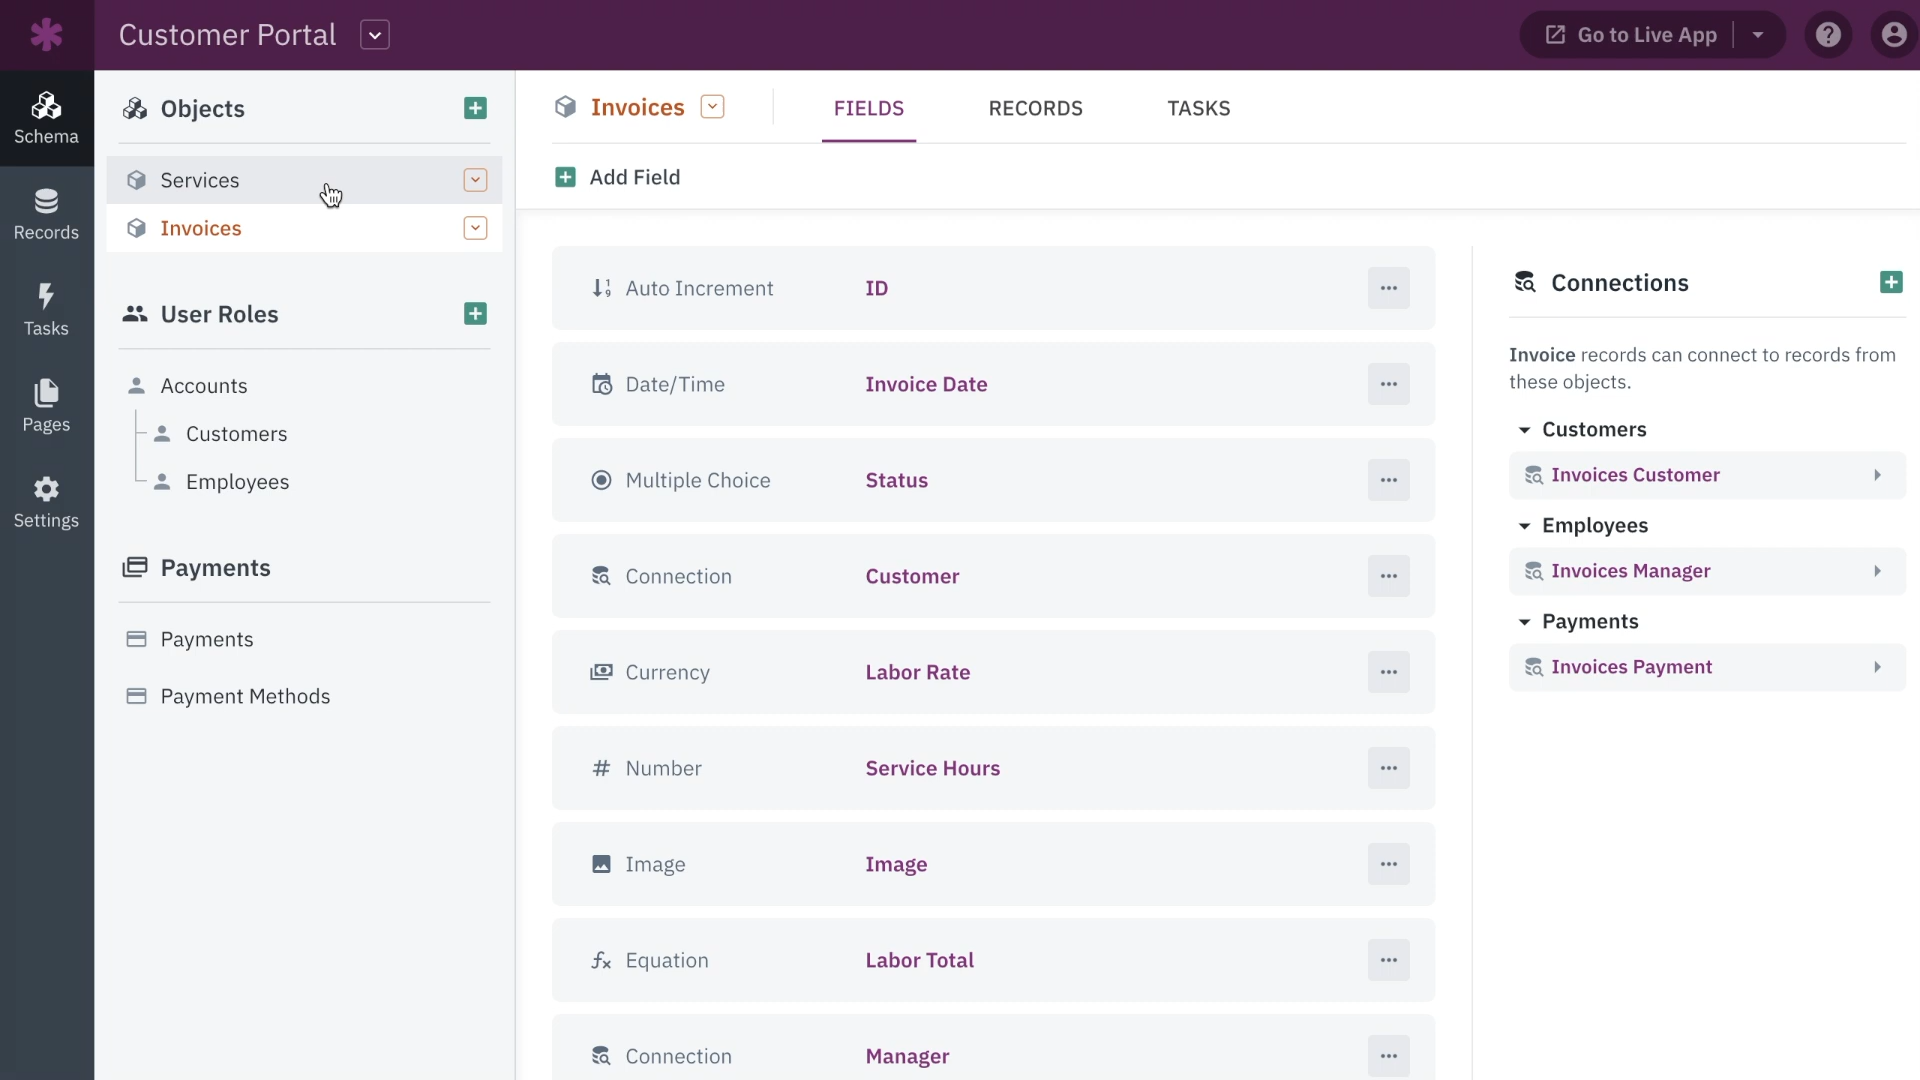 Customer Portal
Go to Live App
Schema
Records
Tasks
Pages
Settings
Objects
Services
Invoices
User Roles
Accounts
Customers
Employees
Payments
Payments
Payment Methods
Invoices
FIELDS
RECORDS
TASKS
Add Field
Auto Increment
ID
Date/Time
Invoice Date
Multiple Choice
Status
Connection
Customer
Currency
Labor Rate
# Number
Service Hours
Image
Image
Equation
Labor Total
Connection
Manager
Connections
Invoice records can connect to records from
these objects.
Customers
Invoices Customer
Employees
Invoices Manager
Payments
Invoices Payment